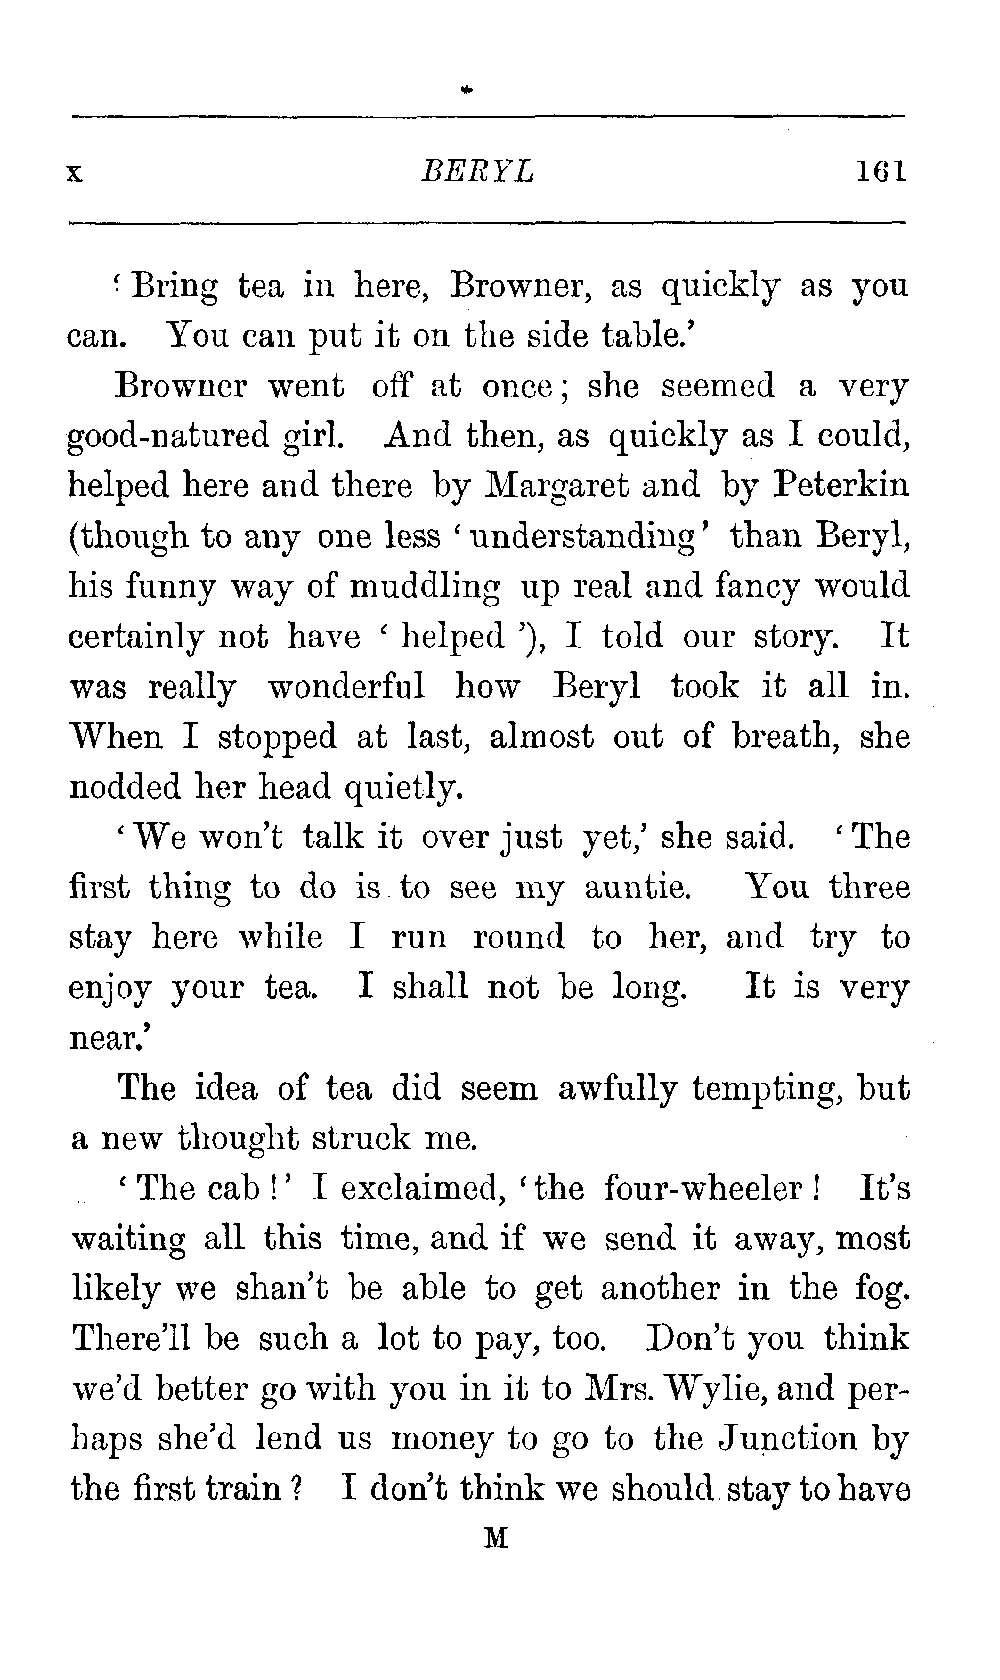 x BERYL 161
‘Bring tea in here, Browner, as quickly as you
can. You can put it on the side table.’
Browner went off at once; she seemed a very
good-natured girl. And then, as quickly as I could,
helped here and there by Margaret and by Peterkin
(though to any one less ‘understanding’ than Beryl,
his funny way of muddling up real and fancy would
certainly not have ‘helped’), I told our story. It
was really wonderful how Beryl took it all in.
When I stopped at last, almost out of breath, she
nodded her head quietly.
‘We won’t talk it over just yet,’ she said. ‘The
first thing to do is to see my auntie. You three
stay here while I run round to her, and try to
enjoy your tea. I shall not be long. It is very
near.’
The idea of tea did seem awfully tempting, but
a new thought struck me.
‘The cab!’ I exclaimed, ‘the four-wheeler! It’s
waiting all this time, and if we send it away, most
likely we shan’t be able to get another in the fog.
There’ll be such a lot to pay, too. Don’t you think
we’d better go with you in it to Mrs. Wylie, and per-
haps she’d lend us money to go to the Junction by
the first train? I don’t think we should stay to have
M